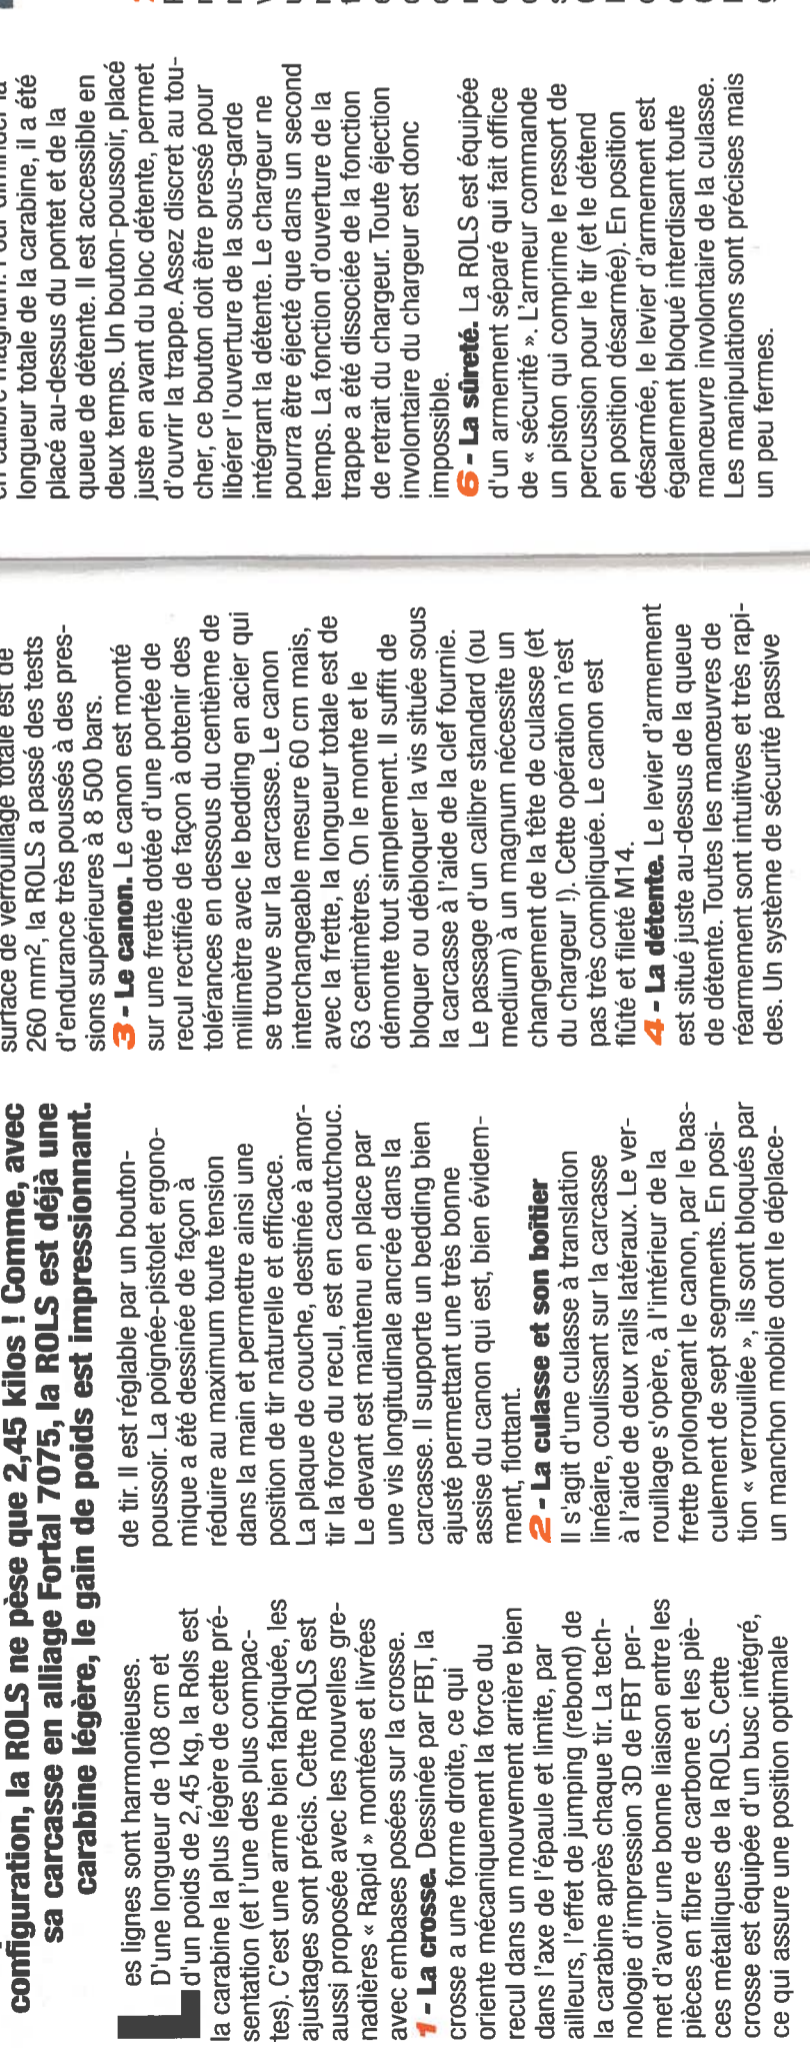 configuration, la ROLS ne pèse que 2,45 kilos ! Comme, avec
sa carcasse en alliage Fortal 7075, la ROLS est déjà une
carabine légère, le gain de poids est impressionnant.
Les lignes sont harmonieuses.
D'une longueur de 108 cm et
d'un poids de 2,45 kg, la Rols est
la carabine la plus légère de cette pré-
sentation (et l'une des plus compac-
tes). C'est une arme bien fabriquée, les
ajustages sont précis. Cette ROLS est
aussi proposée avec les nouvelles gre-
nadières « Rapid » montées et livrées
avec embases posées sur la crosse.
1 - La crosse. Dessinée par FBT, la
crosse a une forme droite, ce qui
oriente mécaniquement la force du
recul dans un mouvement arrière bien
dans l'axe de l'épaule et limite, par
ailleurs, l'effet de jumping (rebond) de
la carabine après chaque tir. La tech-
nologie d'impression 3D de FBT per-
met d'avoir une bonne liaison entre les
pièces en fibre de carbone et les piè-
ces métalliques de la ROLS. Cette
crosse est équipée d'un busc intégré,
ce qui assure une position optimale
de tir. Il est réglable par un bouton-
poussoir. La poignée-pistolet ergono-
mique a été dessinée de façon à
réduire au maximum toute tension
dans la main et permettre ainsi une
position de tir naturelle et efficace.
La plaque de couche, destinée à amor-
tir la force du recul, est en caoutchouc.
Le devant est maintenu en place par
une vis longitudinale ancrée dans la
carcasse. Il supporte un bedding bien
ajusté permettant une très bonne
assise du canon qui est, bien évidem-
ment, flottant.
2 - La culasse et son boîtier
Il s'agit d'une culasse à translation
linéaire, coulissant sur la carcasse
à l'aide de deux rails latéraux. Le ver-
rouillage s'opère, à l'intérieur de la
frette prolongeant le canon, par le bas-
culement de sept segments. En posi-
tion « verrouillée », ils sont bloqués par
un manchon mobile dont le déplace-
surface de verrouillage totale est de
260 mm², la ROLS a passé des tests
d'endurance très poussés à des pres-
sions supérieures à 8 500 bars.
3 - Le canon. Le canon est monté
sur une frette dotée d'une portée de
recul rectifiée de façon à obtenir des
tolérances en dessous du centième de
millimètre avec le bedding en acier qui
se trouve sur la carcasse. Le canon
interchangeable mesure 60 cm mais,
avec la frette, la longueur totale est de
63 centimètres. On le monte et le
démonte tout simplement. Il suffit de
bloquer ou débloquer la vis située sous
la carcasse à l'aide de la clef fournie.
Le passage d'un calibre standard (ou
medium) à un magnum nécessite un
changement de la tête de culasse (et
du chargeur !). Cette opération n'est
pas très compliquée. Le canon est
flûté et fileté M14.
4 - La détente. Le levier d'armement
est situé juste au-dessus de la queue
de détente. Toutes les manœuvres de
réarmement sont intuitives et très rapi-
des. Un système de sécurité passive
longueur totale de la carabine, il a été
placé au-dessus du pontet et de la
queue de détente. Il est accessible en
deux temps. Un bouton-poussoir, placé
juste en avant du bloc détente, permet
d'ouvrir la trappe. Assez discret au tou-
cher, ce bouton doit être pressé pour
libérer l'ouverture de la sous-garde
intégrant la détente. Le chargeur ne
pourra être éjecté que dans un second
temps. La fonction d'ouverture de la
trappe a été dissociée de la fonction
de retrait du chargeur. Toute éjection
involontaire du chargeur est donc
impossible.
6 - La sûreté. La ROLS est équipée
d'un armement séparé qui fait office
de « sécurité ». L'armeur commande
un piston qui comprime le ressort de
percussion pour le tir (et le détend
en position désarmée). En position
désarmée, le levier d'armement est
également bloqué interdisant toute
manœuvre involontaire de la culasse.
Les manipulations sont précises mais
un peu fermes.